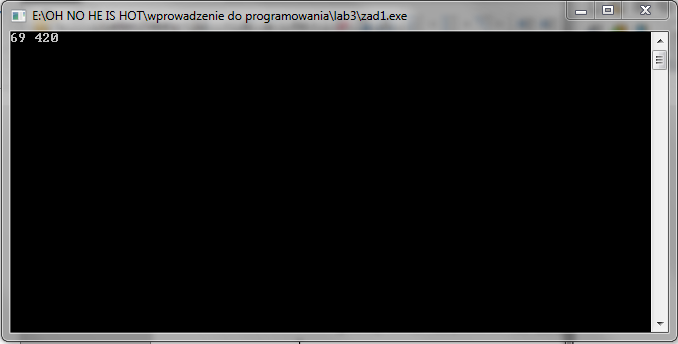 E:\OH NO HE IS HOT\wprowadzenie do programowania\lab3\zad1.exe
69 420